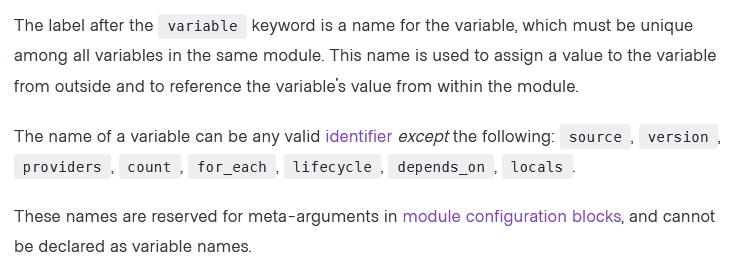 The label after the variable keyword is a name for the variable, which must be unique
among all variables in the same module. This name is used to assign a value to the variable
from outside and to reference the variable's value from within the module.
The name of a variable can be any valid identifier except the following: source , version ,
providers , count , for_each , lifecycle , depends_on , locals .
These names are reserved for meta-arguments in module configuration blocks, and cannot
be declared as variable names.